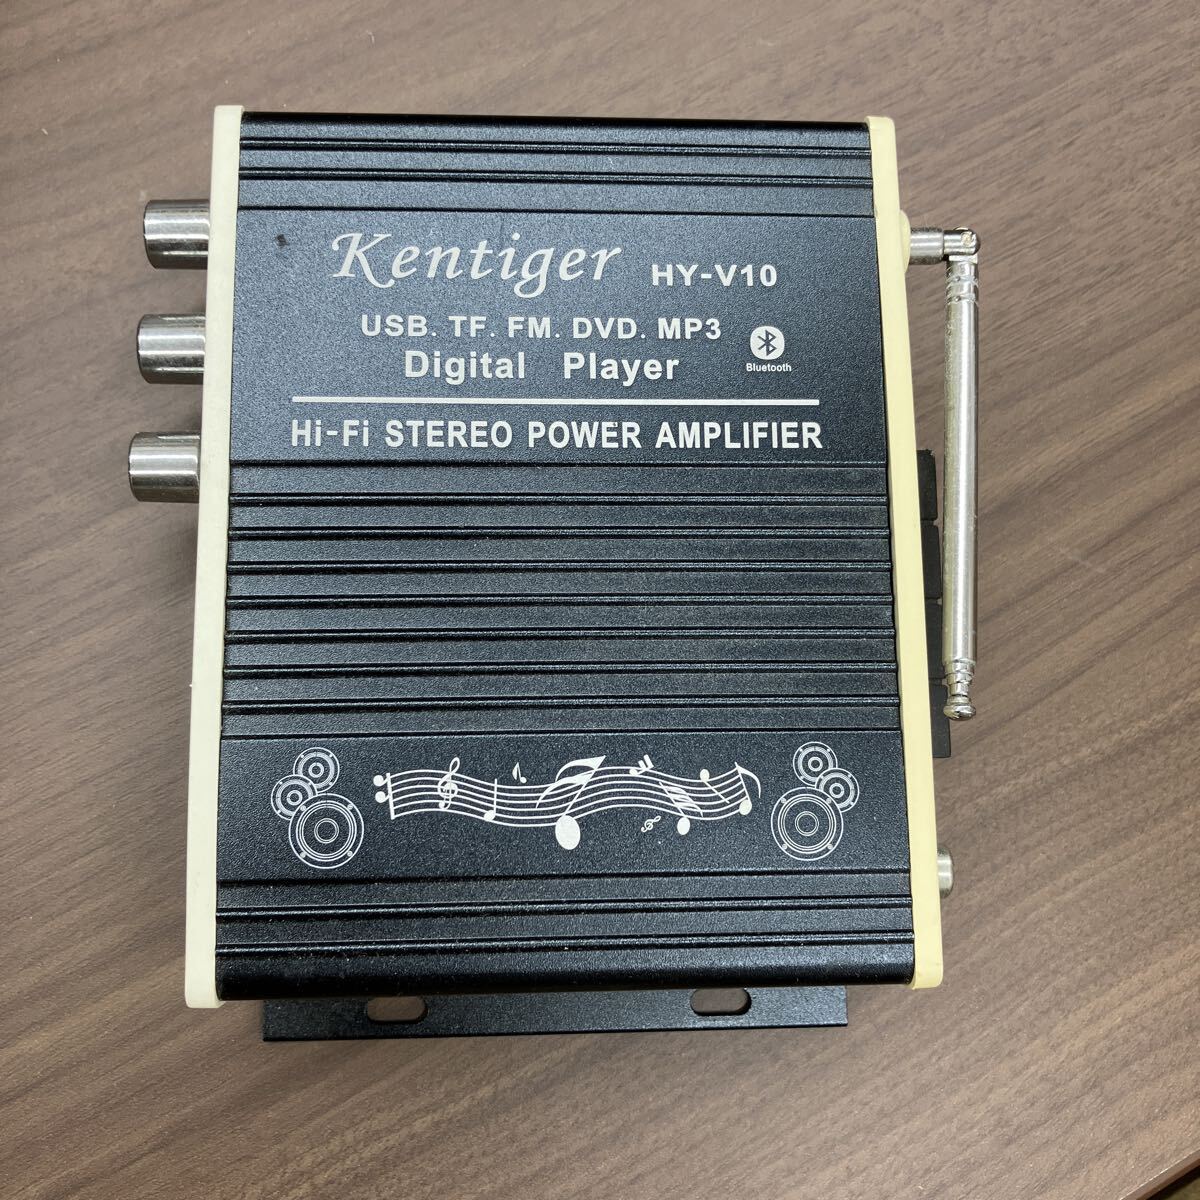 Kentiger HY-V10
USB. TF. FM. DVD. MP3
Digital Player
Bluetooth
Hi-Fi STEREO POWER AMPLIFIER